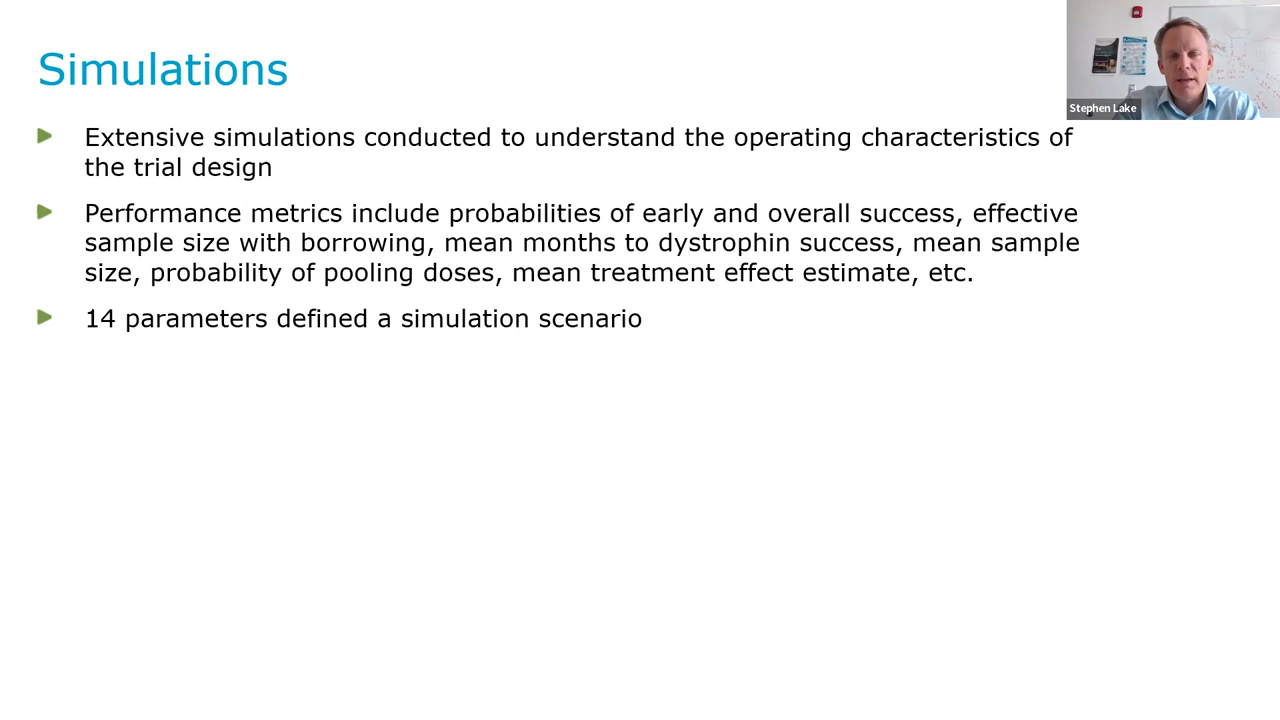 Simulations
Stephen Lake
Extensive simulations conducted to understand the operating characteristics of
the trial design
Performance metrics include probabilities of early and overall success, effective
sample size with borrowing, mean months to dystrophin success, mean sample
size, probability of pooling doses, mean treatment effect estimate, etc.
14 parameters defined a simulation scenario